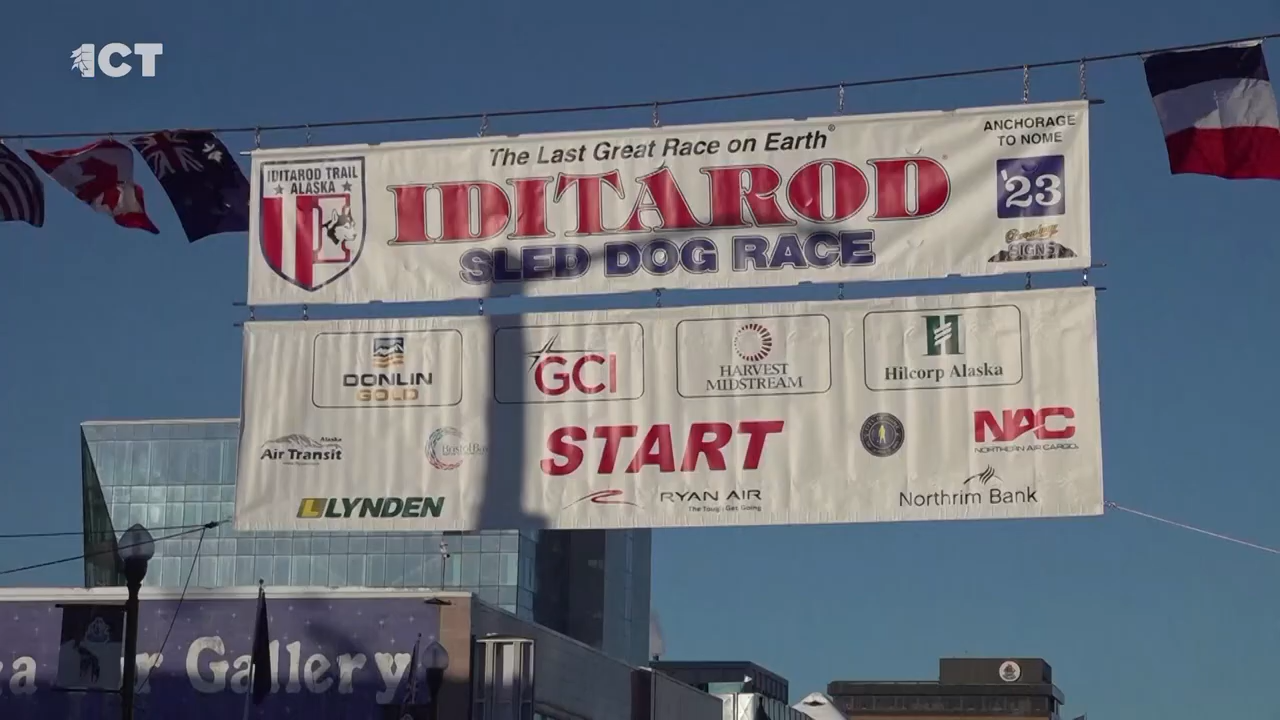 ICT
The Last Great Race on Earth®
ANCHORAGE
TO NOME
IDITAROD TRAIL
ALASKA
IDITAROD
'23
SLED DOG RACE
SIGNS
DONLIN
GOLD
GCI
HARVEST
MIDSTREAM
Hilcorp Alaska
Alaska
Air Transit
START
NAC
NORTHERN AIR CARGO
LYNDEN
RYAN AIR
Northrim Bank
Gallery